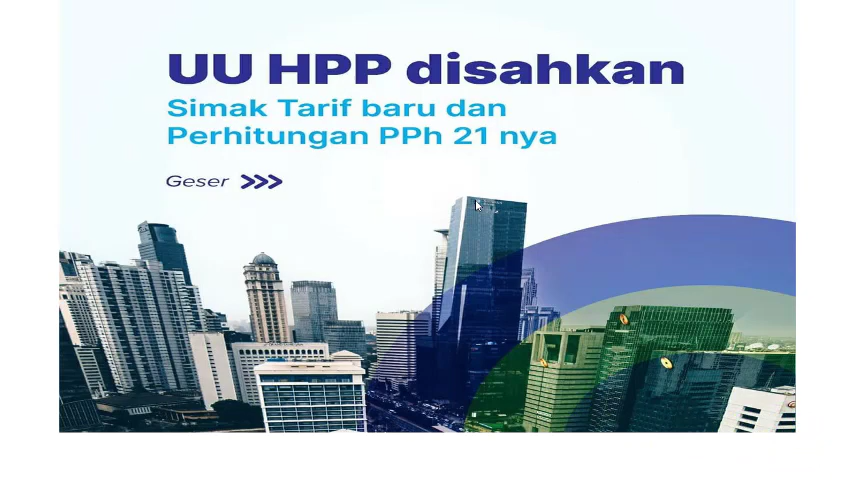 UU HPP disahkan
Simak Tarif baru dan
Perhitungan PPh 21 nya
Geser >>>